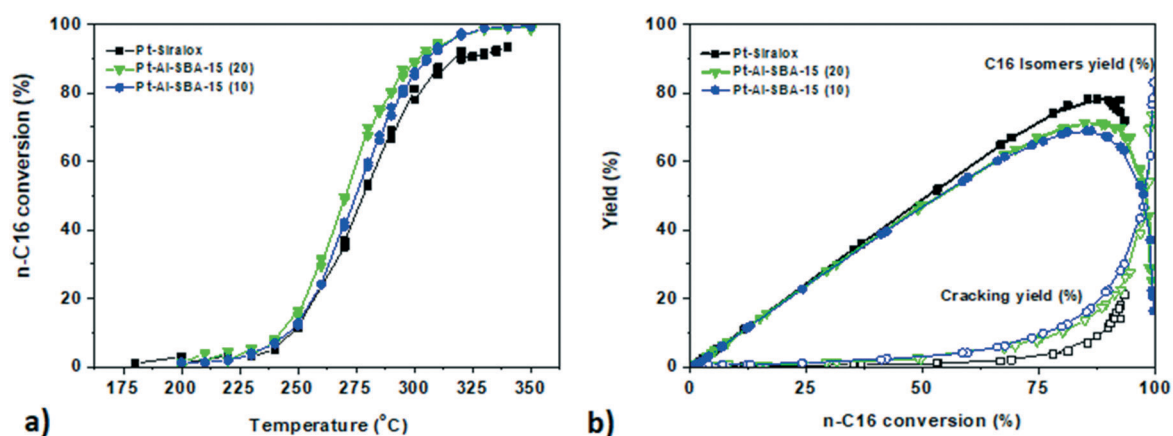 100
80
60
40
20
0
n-C16 conversion (%)
Pt-Siralox
Pt-Al-SBA-15 (20)
Pt-Al-SBA-15 (10)
175 200 225 250 275 300 325 350
Temperature (°C)
a)
100
80
60
40
20
0
Yield (%)
Pt-Siralox
Pt-Al-SBA-15 (20)
Pt-Al-SBA-15 (10)
C16 Isomers yield (%)
Cracking yield (%)
0 25 50 75 100
n-C16 conversion (%)
b)